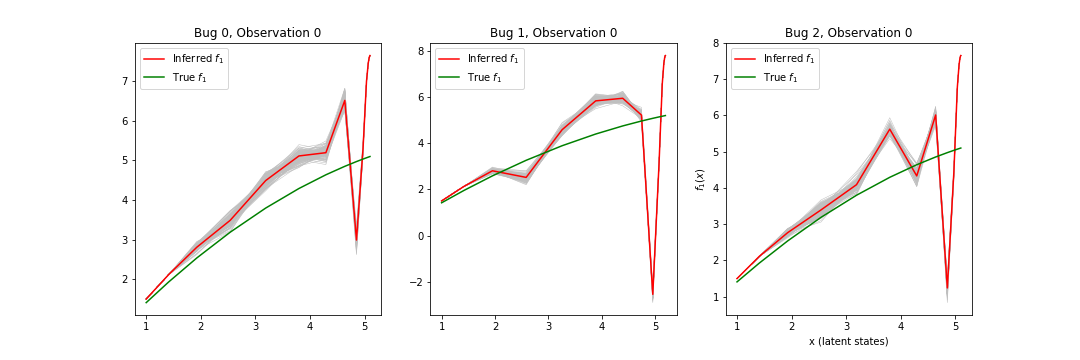 Bug 0, Observation 0
Inferred f₁
True f₁
7
6
5
4
3
2
1 2 3 4 5
Bug 1, Observation 0
Inferred f₁
True f₁
8
6
4
2
0
−2
1 2 3 4 5
Bug 2, Observation 0
Inferred f₁
True f₁
f₁(x)
8
7
6
5
4
3
2
1
1 2 3 4 5
x (latent states)